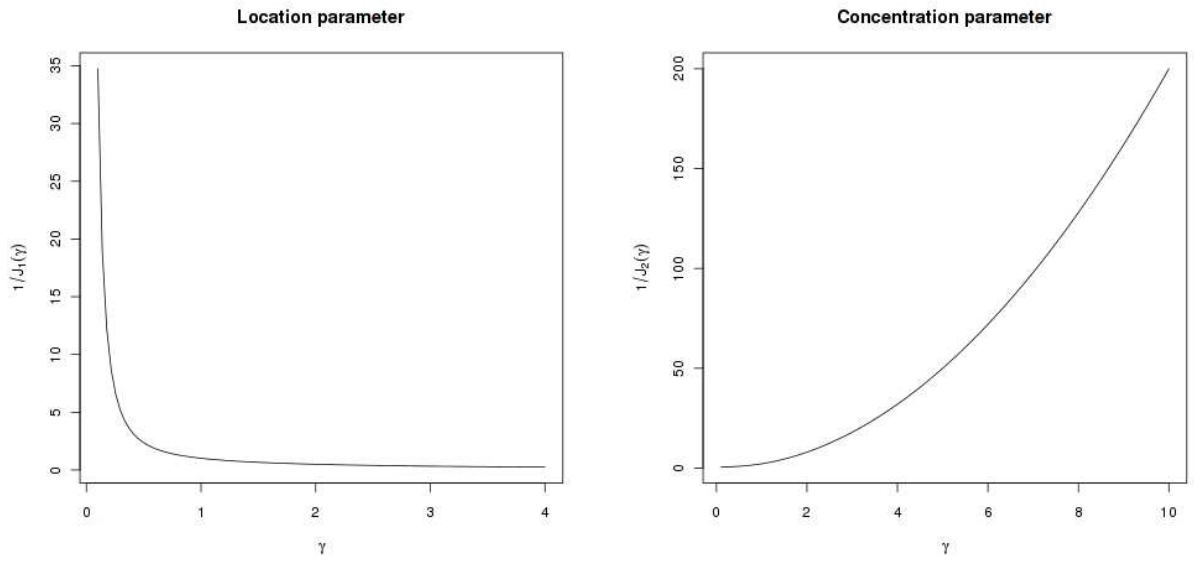 Location parameter
1/J₁(γ)
35
30
25
20
15
10
5
0
0 1 2 3 4
γ
Concentration parameter
1/J₂(γ)
200
150
100
50
0
0 2 4 6 8 10
γ